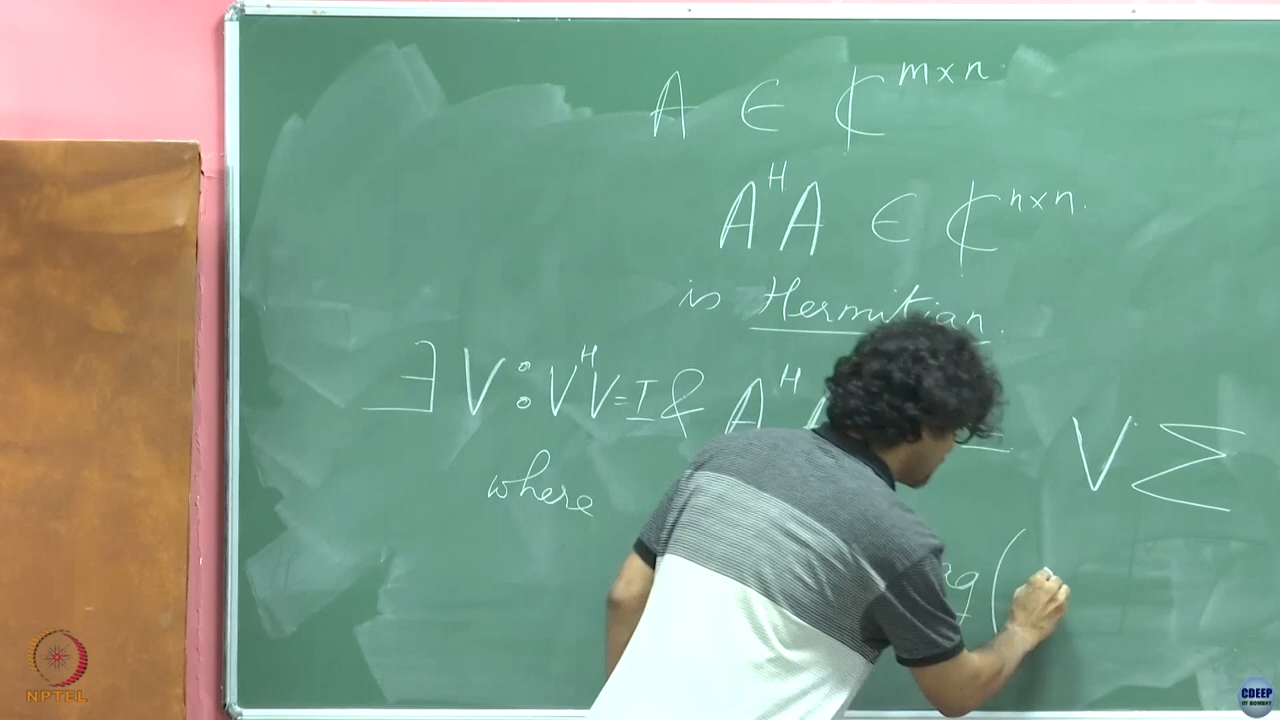 A ∈ ℂ^{m×n}.
A^H A ∈ ℂ^{n×n}.
is Hermitian.
∃ V : V^H V = I & A^H A = V Σ
where
(
NPTEL
CDEEP
IIT BOMBAY